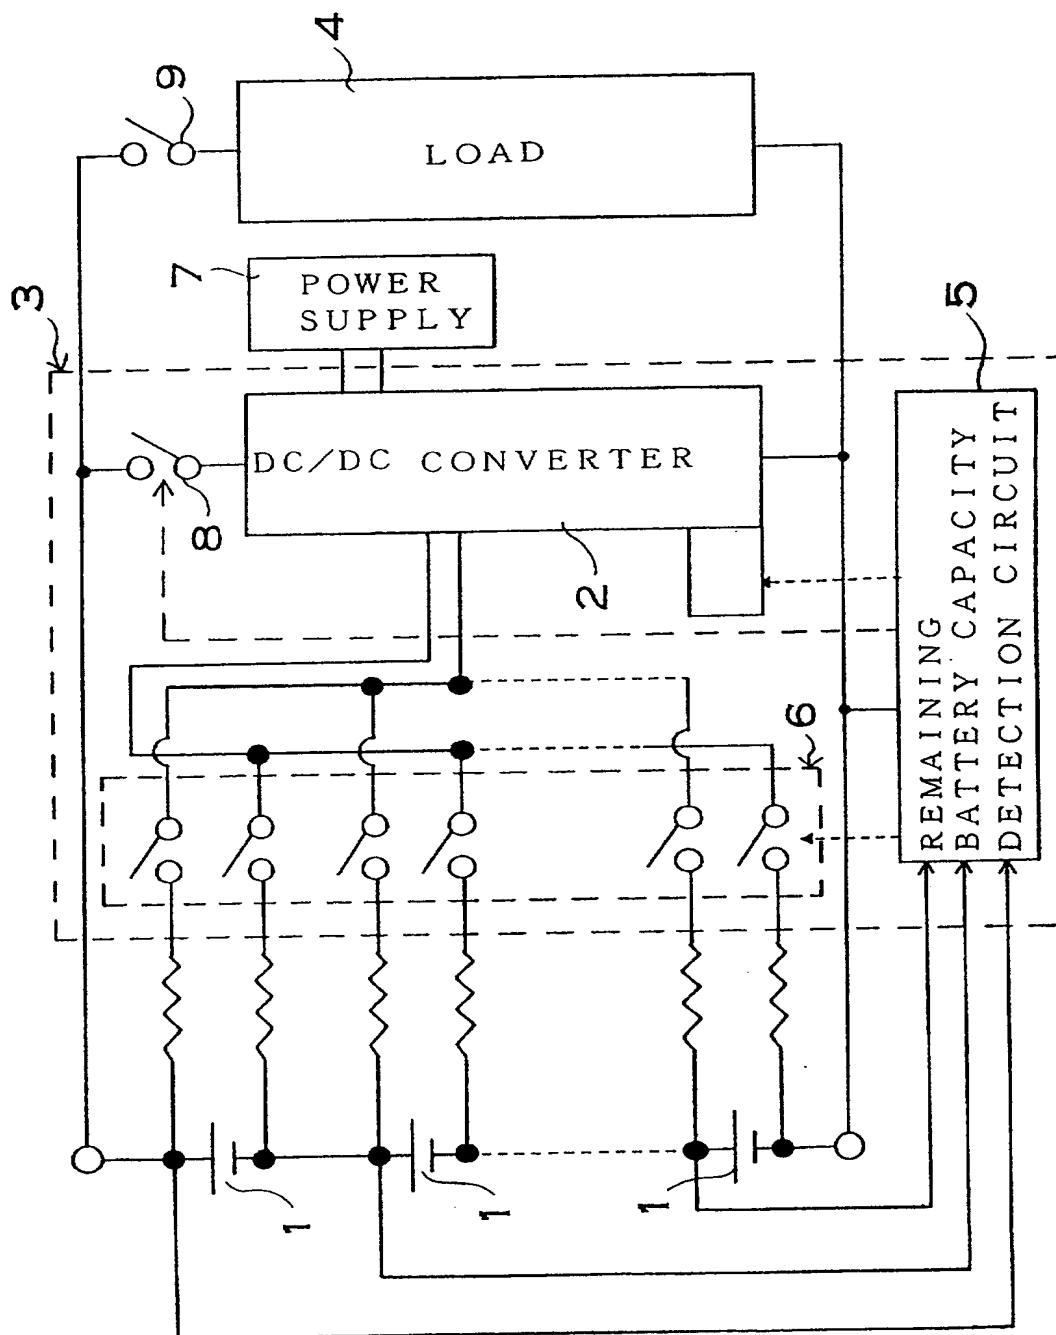 4
9
LOAD
7
POWER
SUPPLY
3
8
DC/DC CONVERTER
2
5
REMAINING
BATTERY CAPACITY
DETECTION CIRCUIT
6
1
1
1